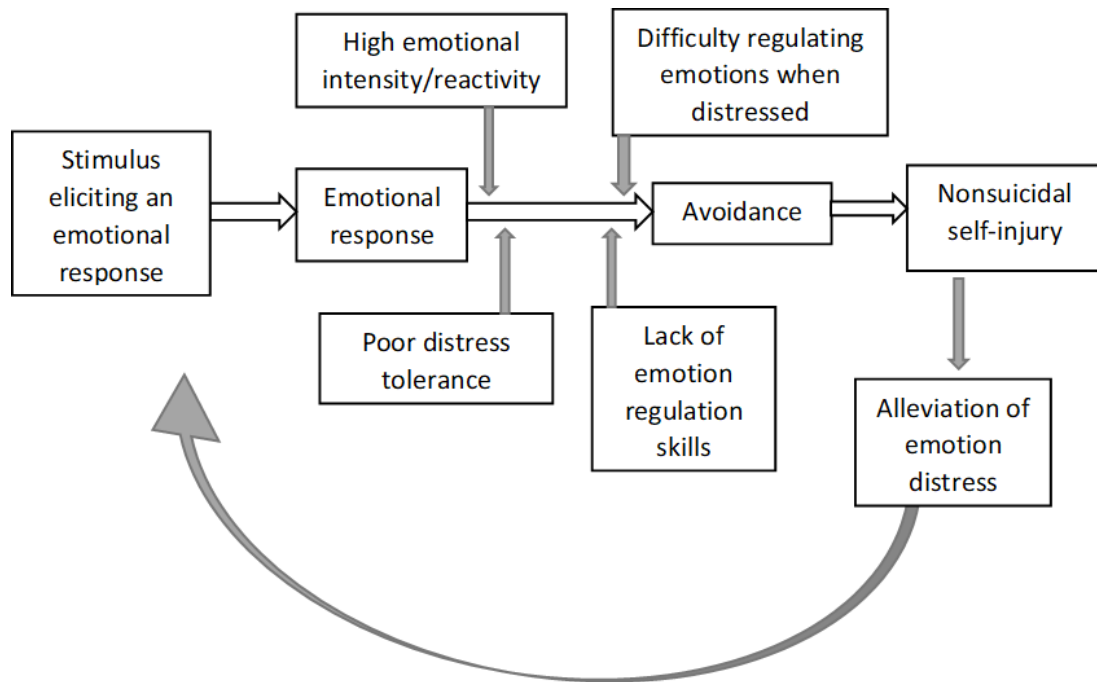 High emotional
intensity/reactivity
Difficulty regulating
emotions when
distressed
Stimulus
eliciting an
emotional
response
Emotional
response
Avoidance
Nonsuicidal
self-injury
Poor distress
tolerance
Lack of
emotion
regulation
skills
Alleviation of
emotion
distress